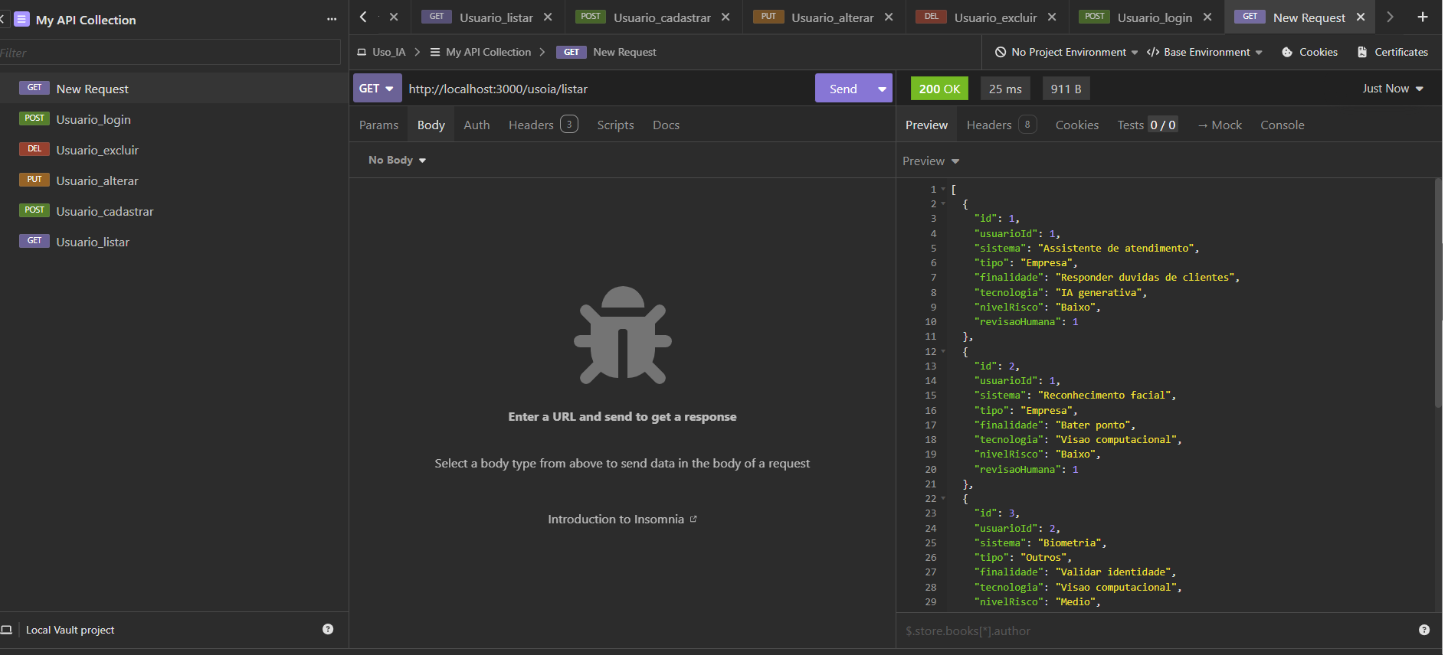 My API Collection
GET Usuario_listar
POST Usuario_cadastrar
PUT Usuario_alterar
DEL Usuario_excluir
POST Usuario_login
GET New Request
Filter
Uso_IA > My API Collection > GET New Request
No Project Environment
</> Base Environment
Cookies
Certificates
GET New Request
POST Usuario_login
DEL Usuario_excluir
PUT Usuario_alterar
POST Usuario_cadastrar
GET Usuario_listar
Local Vault project
GET http://localhost:3000/usoia/listar Send
Params Body Auth Headers 3 Scripts Docs
No Body
Enter a URL and send to get a response
Select a body type from above to send data in the body of a request
Introduction to Insomnia
200 OK 25 ms 911 B Just Now
Preview Headers 8 Cookies Tests 0 / 0 → Mock Console
Preview
1 [
2 {
3 "id": 1,
4 "usuarioId": 1,
5 "sistema": "Assistente de atendimento",
6 "tipo": "Empresa",
7 "finalidade": "Responder duvidas de clientes",
8 "tecnologia": "IA generativa",
9 "nivelRisco": "Baixo",
10 "revisaoHumana": 1
11 },
12 {
13 "id": 2,
14 "usuarioId": 1,
15 "sistema": "Reconhecimento facial",
16 "tipo": "Empresa",
17 "finalidade": "Bater ponto",
18 "tecnologia": "Visao computacional",
19 "nivelRisco": "Baixo",
20 "revisaoHumana": 1
21 },
22 {
23 "id": 3,
24 "usuarioId": 2,
25 "sistema": "Biometria",
26 "tipo": "Outros",
27 "finalidade": "Validar identidade",
28 "tecnologia": "Visao computacional",
29 "nivelRisco": "Medio",
$.store.books[*].author